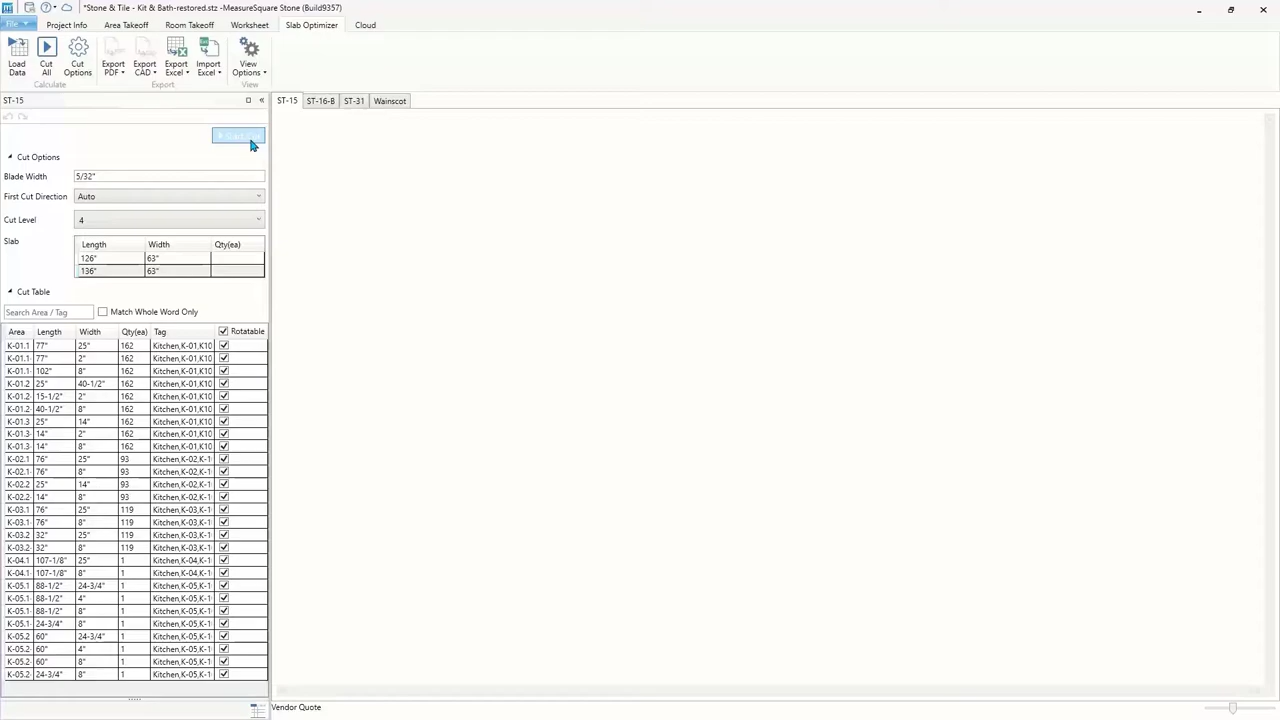 *Stone & Tile - Kit & Bath-restored.stz -MeasureSquare Stone (Build9357)
File Project Info Area Takeoff Room Takeoff Worksheet Slab Optimizer Cloud
Load Data Cut All Cut Options Export PDF Export CAD Export Excel Import Excel View Options
Calculate Export View
ST-15 ST-15 ST-16-B ST-31 Wainscot
Cut Options
Blade Width 5/32"
First Cut Direction Auto
Cut Level 4
Slab Length Width Qty(ea)
126" 63"
136" 63"
Cut Table
Search Area / Tag Match Whole Word Only
Area Length Width Qty(ea) Tag Rotatable
K-01.1 77" 25" 162 Kitchen,K-01,K10
K-01.1- 77" 2" 162 Kitchen,K-01,K10
K-01.1- 102" 8" 162 Kitchen,K-01,K10
K-01.2 25" 40-1/2" 162 Kitchen,K-01,K10
K-01.2- 15-1/2" 2" 162 Kitchen,K-01,K10
K-01.2- 40-1/2" 8" 162 Kitchen,K-01,K10
K-01.3 25" 14" 162 Kitchen,K-01,K10
K-01.3- 14" 2" 162 Kitchen,K-01,K10
K-01.3- 14" 8" 162 Kitchen,K-01,K10
K-02.1 76" 25" 93 Kitchen,K-02,K-1
K-02.1- 76" 8" 93 Kitchen,K-02,K-1
K-02.2 25" 14" 93 Kitchen,K-02,K-1
K-02.2- 14" 8" 93 Kitchen,K-02,K-1
K-03.1 76" 25" 119 Kitchen,K-03,K-1
K-03.1- 76" 8" 119 Kitchen,K-03,K-1
K-03.2 32" 25" 119 Kitchen,K-03,K-1
K-03.2- 32" 8" 119 Kitchen,K-03,K-1
K-04.1 107-1/8" 25" 1 Kitchen,K-04,K-1
K-04.1- 107-1/8" 8" 1 Kitchen,K-04,K-1
K-05.1 88-1/2" 24-3/4" 1 Kitchen,K-05,K-1
K-05.1- 88-1/2" 4" 1 Kitchen,K-05,K-1
K-05.1- 88-1/2" 8" 1 Kitchen,K-05,K-1
K-05.1- 24-3/4" 8" 1 Kitchen,K-05,K-1
K-05.2 60" 24-3/4" 1 Kitchen,K-05,K-1
K-05.2- 60" 4" 1 Kitchen,K-05,K-1
K-05.2- 60" 8" 1 Kitchen,K-05,K-1
K-05.2- 24-3/4" 8" 1 Kitchen,K-05,K-1
Vendor Quote